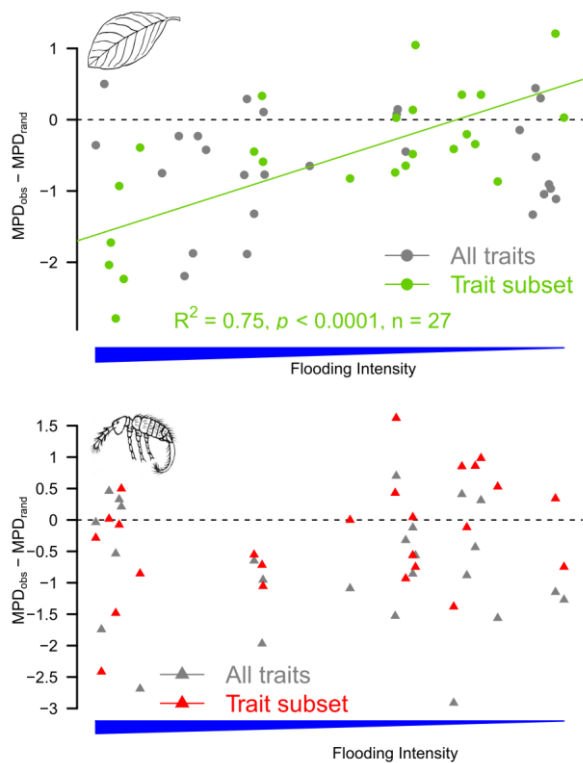 1
0
−1
−2
MPDobs − MPDrand
All traits
Trait subset
R² = 0.75, p < 0.0001, n = 27
Flooding Intensity
1.5
1
0.5
0
−0.5
−1
−1.5
−2
−2.5
−3
MPDobs − MPDrand
All traits
Trait subset
Flooding Intensity